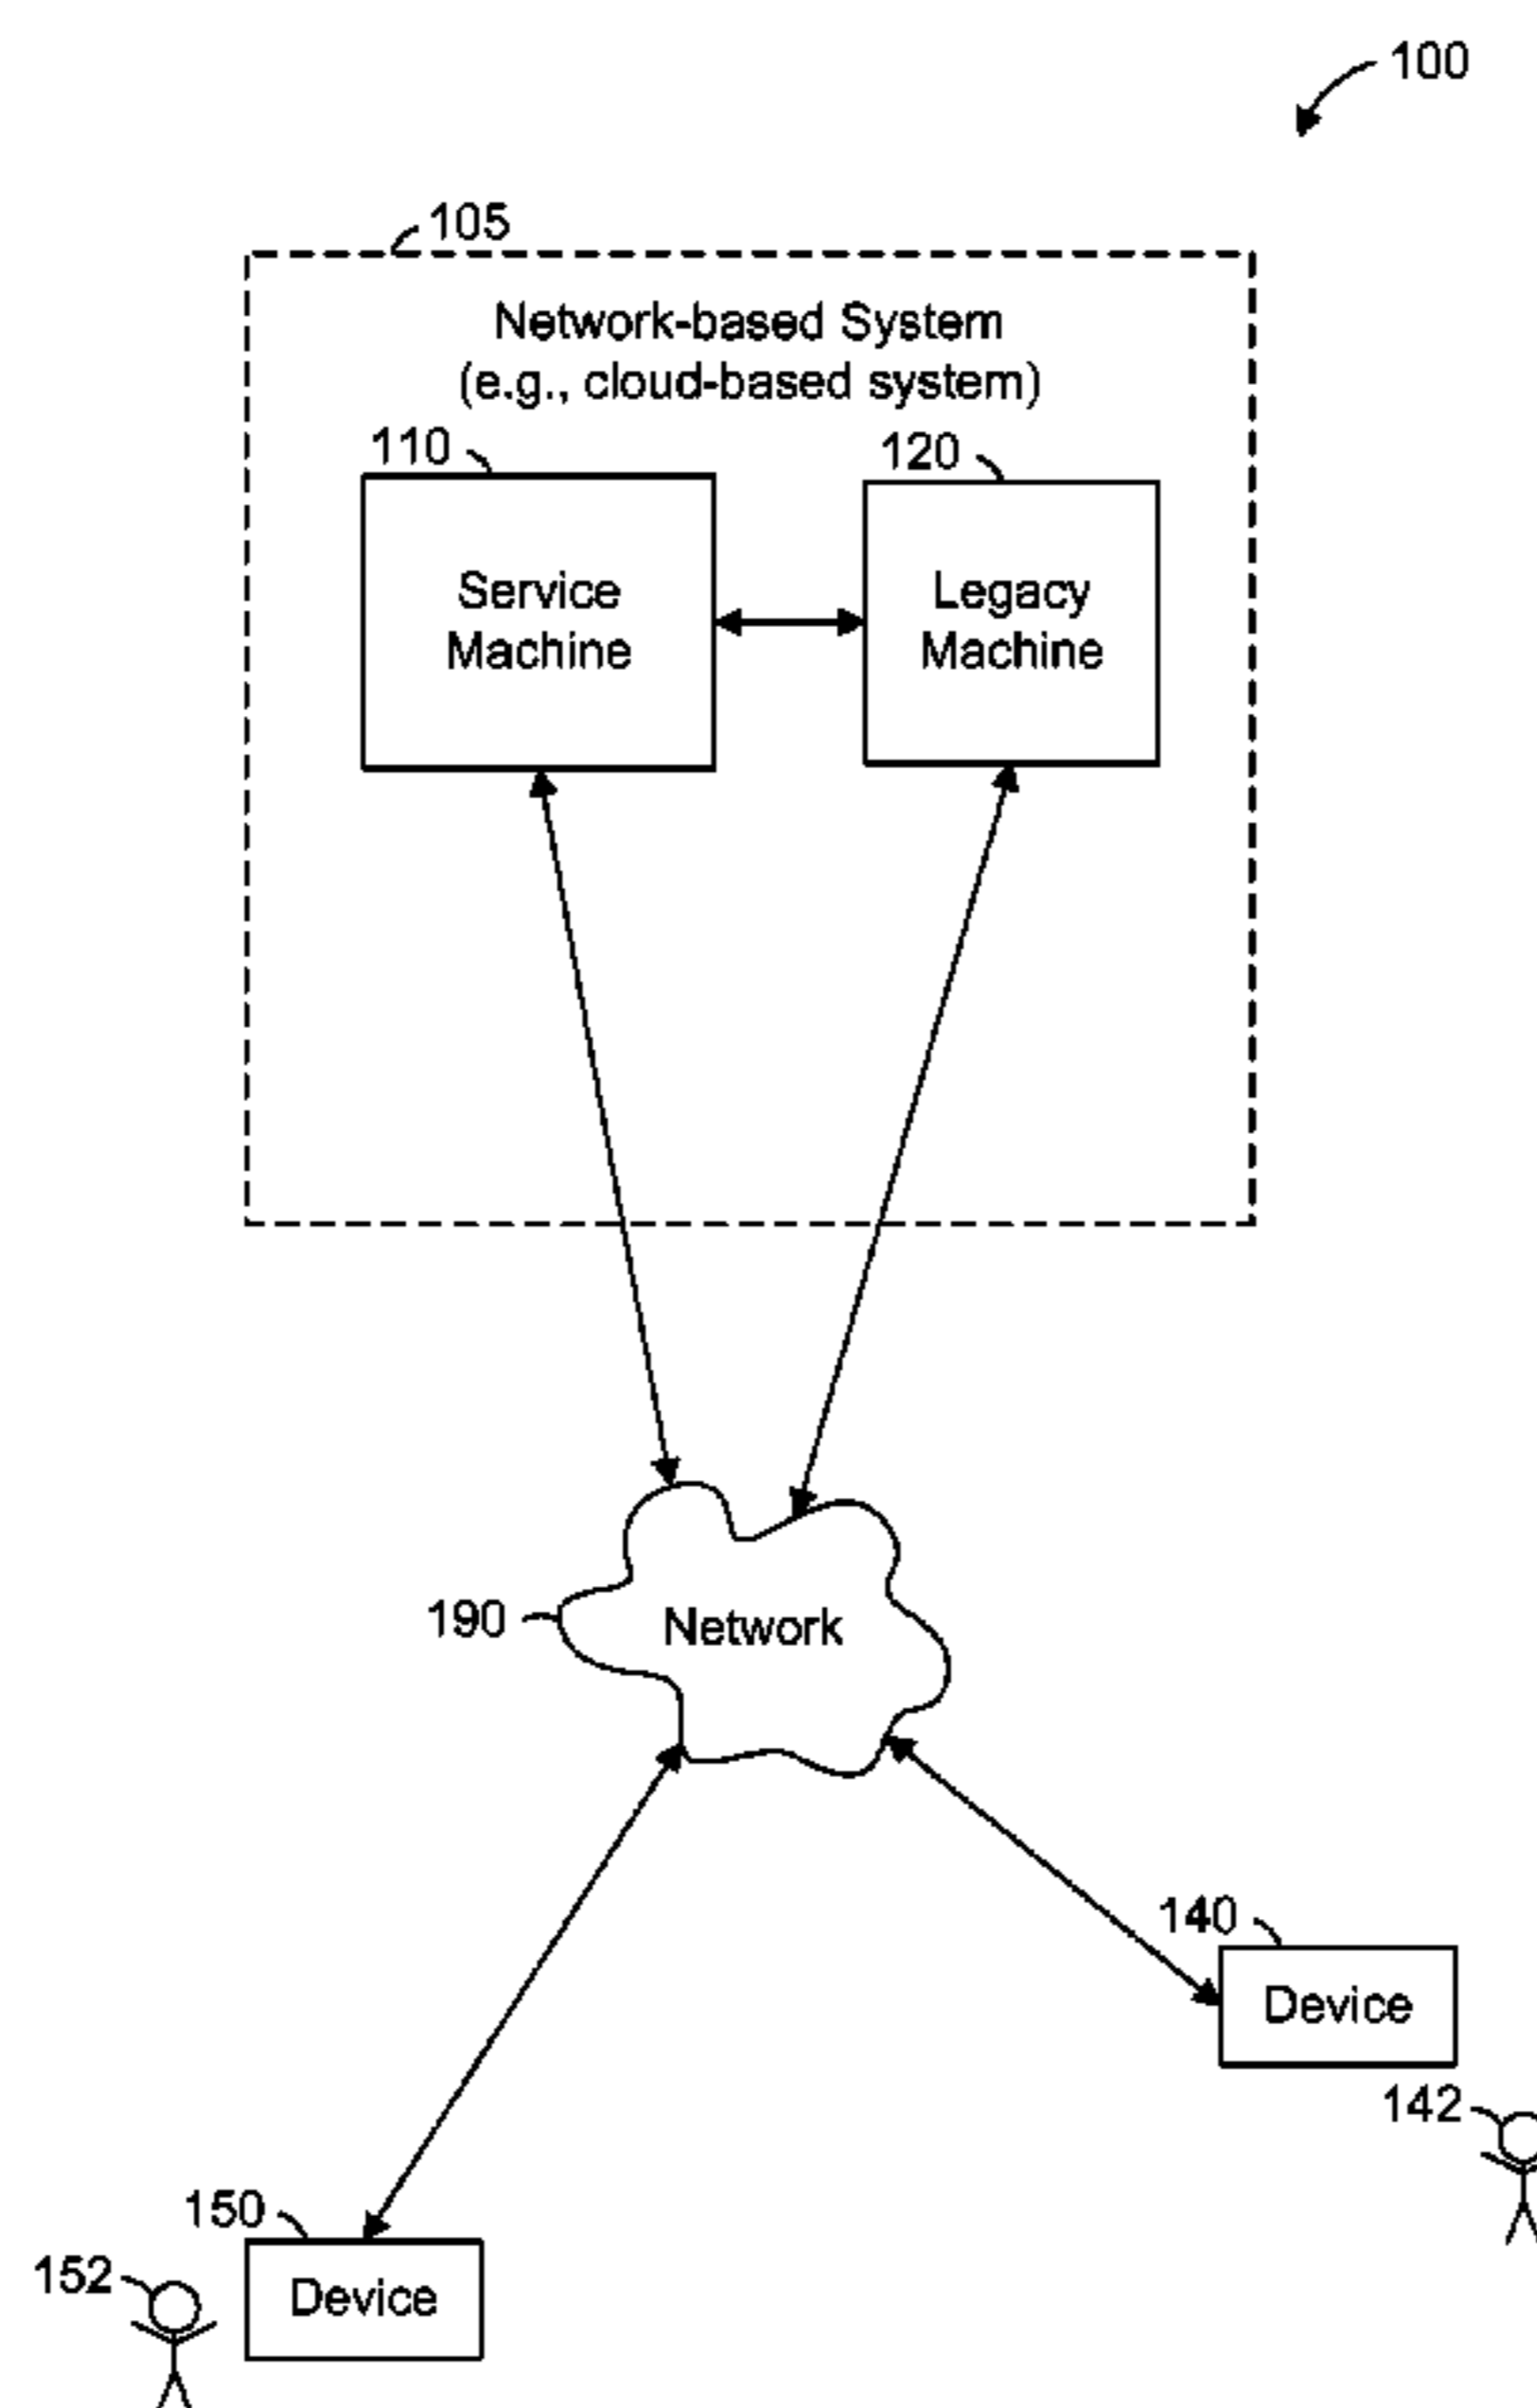 100
105
Network-based System
(e.g., cloud-based system)
110
120
Service
Machine
Legacy
Machine
190
Network
140
Device
142
150
152
Device